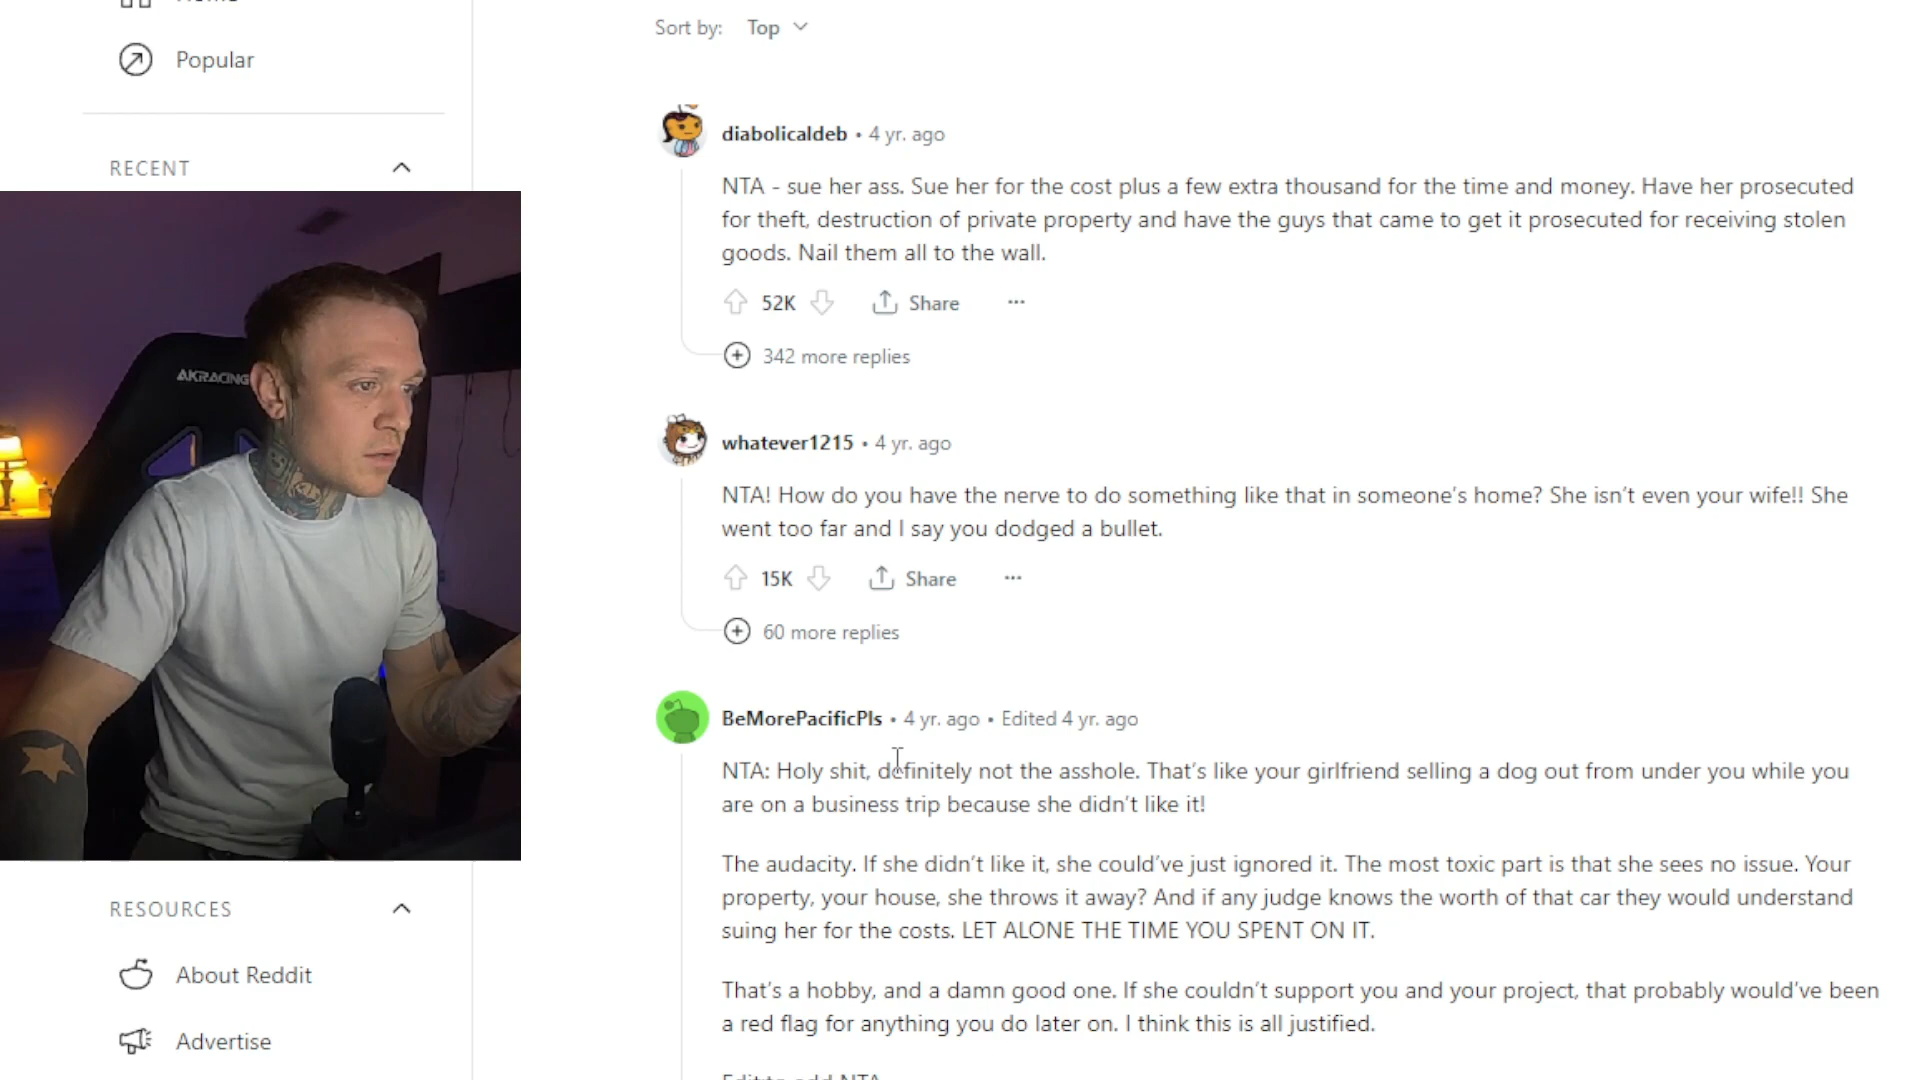 Sort by: Top
Popular
RECENT
AKRACING
diabolicaldeb • 4 yr. ago
NTA - sue her ass. Sue her for the cost plus a few extra thousand for the time and money. Have her prosecuted
for theft, destruction of private property and have the guys that came to get it prosecuted for receiving stolen
goods. Nail them all to the wall.
52K Share ...
342 more replies
whatever1215 • 4 yr. ago
NTA! How do you have the nerve to do something like that in someone's home? She isn't even your wife!! She
went too far and I say you dodged a bullet.
15K Share ...
60 more replies
BeMorePacificPls • 4 yr. ago • Edited 4 yr. ago
NTA: Holy shit, definitely not the asshole. That's like your girlfriend selling a dog out from under you while you
are on a business trip because she didn't like it!
The audacity. If she didn't like it, she could've just ignored it. The most toxic part is that she sees no issue. Your
property, your house, she throws it away? And if any judge knows the worth of that car they would understand
suing her for the costs. LET ALONE THE TIME YOU SPENT ON IT.
That's a hobby, and a damn good one. If she couldn't support you and your project, that probably would've been
a red flag for anything you do later on. I think this is all justified.
RESOURCES
About Reddit
Advertise